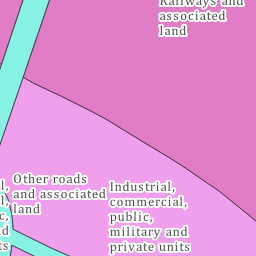 Railways and
associated
land
Other roads
and associated
land
Industrial,
commercial,
public,
military and
private units